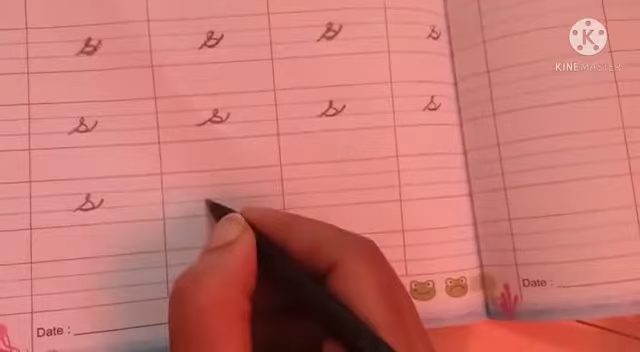 KINEMASTER
s s s s
s s s s
s
Date :
Date :